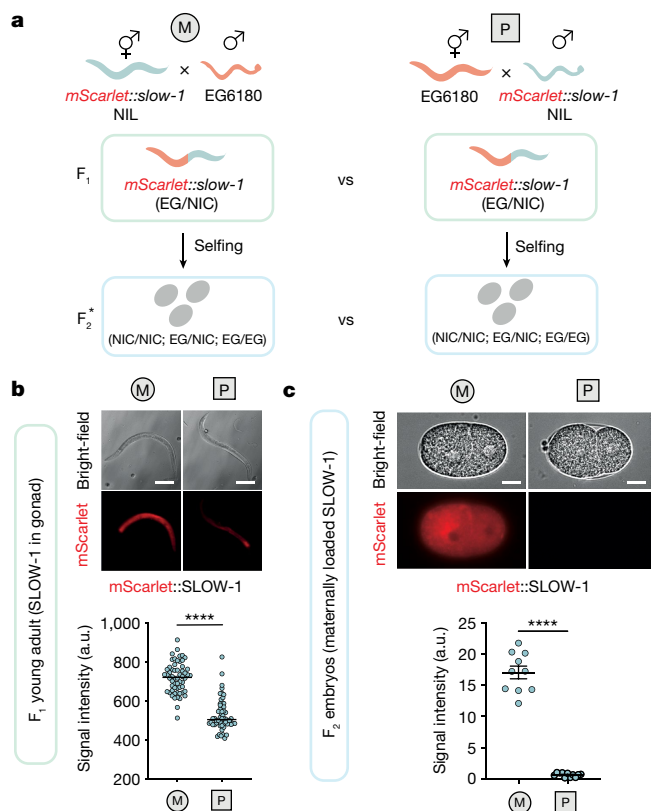 a
M
P
×
×
mScarlet::slow-1
NIL
EG6180
EG6180
mScarlet::slow-1
NIL
F1
mScarlet::slow-1
(EG/NIC)
vs
mScarlet::slow-1
(EG/NIC)
Selfing
Selfing
F2*
(NIC/NIC; EG/NIC; EG/EG)
vs
(NIC/NIC; EG/NIC; EG/EG)
b
M
P
F1 young adult (SLOW-1 in gonad)
Bright-field
mScarlet
mScarlet::SLOW-1
****
Signal intensity (a.u.)
1,000
800
600
400
200
M
P
c
M
P
F2 embryos (maternally loaded SLOW-1)
Bright-field
mScarlet
mScarlet::SLOW-1
****
Signal intensity (a.u.)
25
20
15
10
5
0
M
P